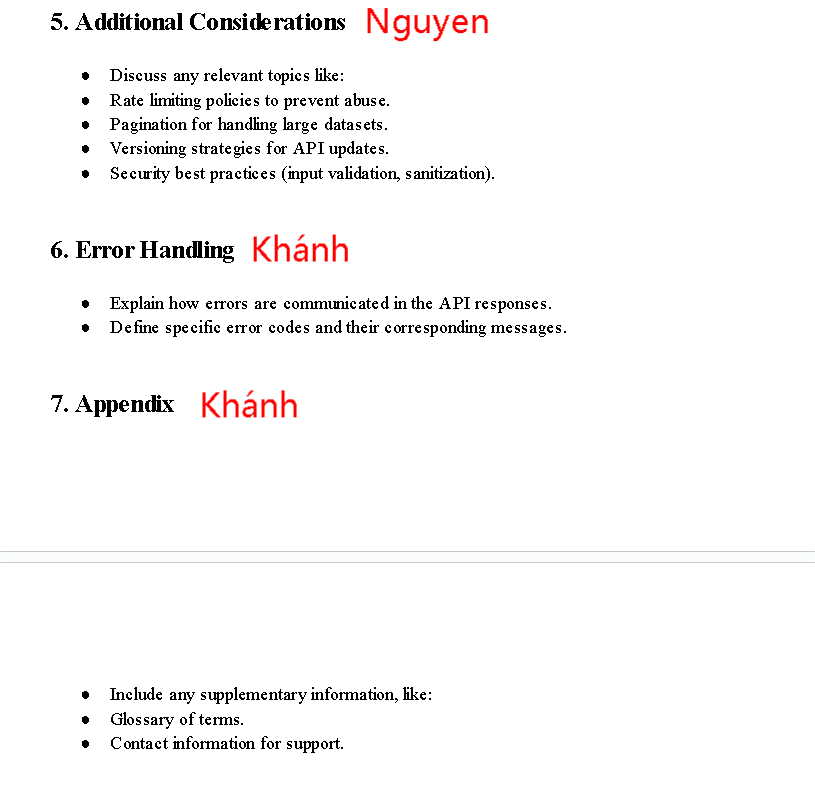 5. Additional Considerations Nguyen
● Discuss any relevant topics like:
● Rate limiting policies to prevent abuse.
● Pagination for handling large datasets.
● Versioning strategies for API updates.
● Security best practices (input validation, sanitization).
6. Error Handling Khánh
● Explain how errors are communicated in the API responses.
● Define specific error codes and their corresponding messages.
7. Appendix Khánh
● Include any supplementary information, like:
● Glossary of terms.
● Contact information for support.